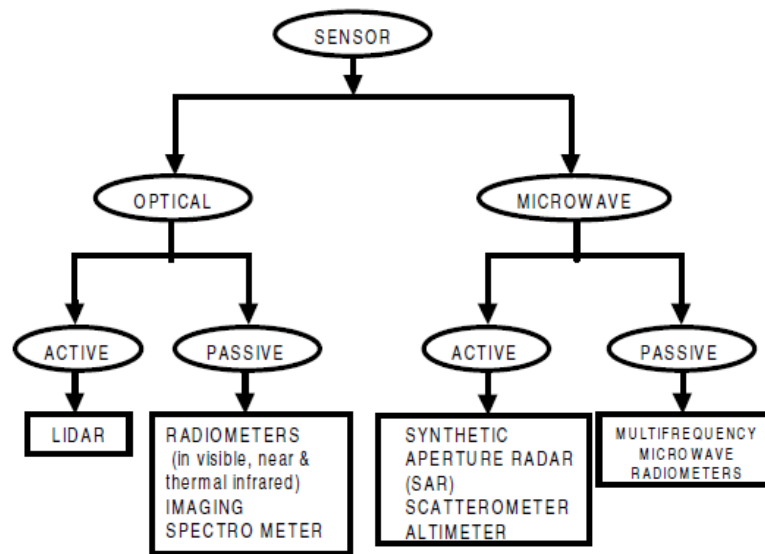 SENSOR
OPTICAL
MICROWAVE
ACTIVE
PASSIVE
ACTIVE
PASSIVE
LIDAR
RADIOMETERS
(in visible, near &
thermal infrared)
IMAGING
SPECTRO METER
SYNTHETIC
APERTURE RADAR
(SAR)
SCATTEROMETER
ALTIMETER
MULTIFREQUENCY
MICROWAVE
RADIOMETERS